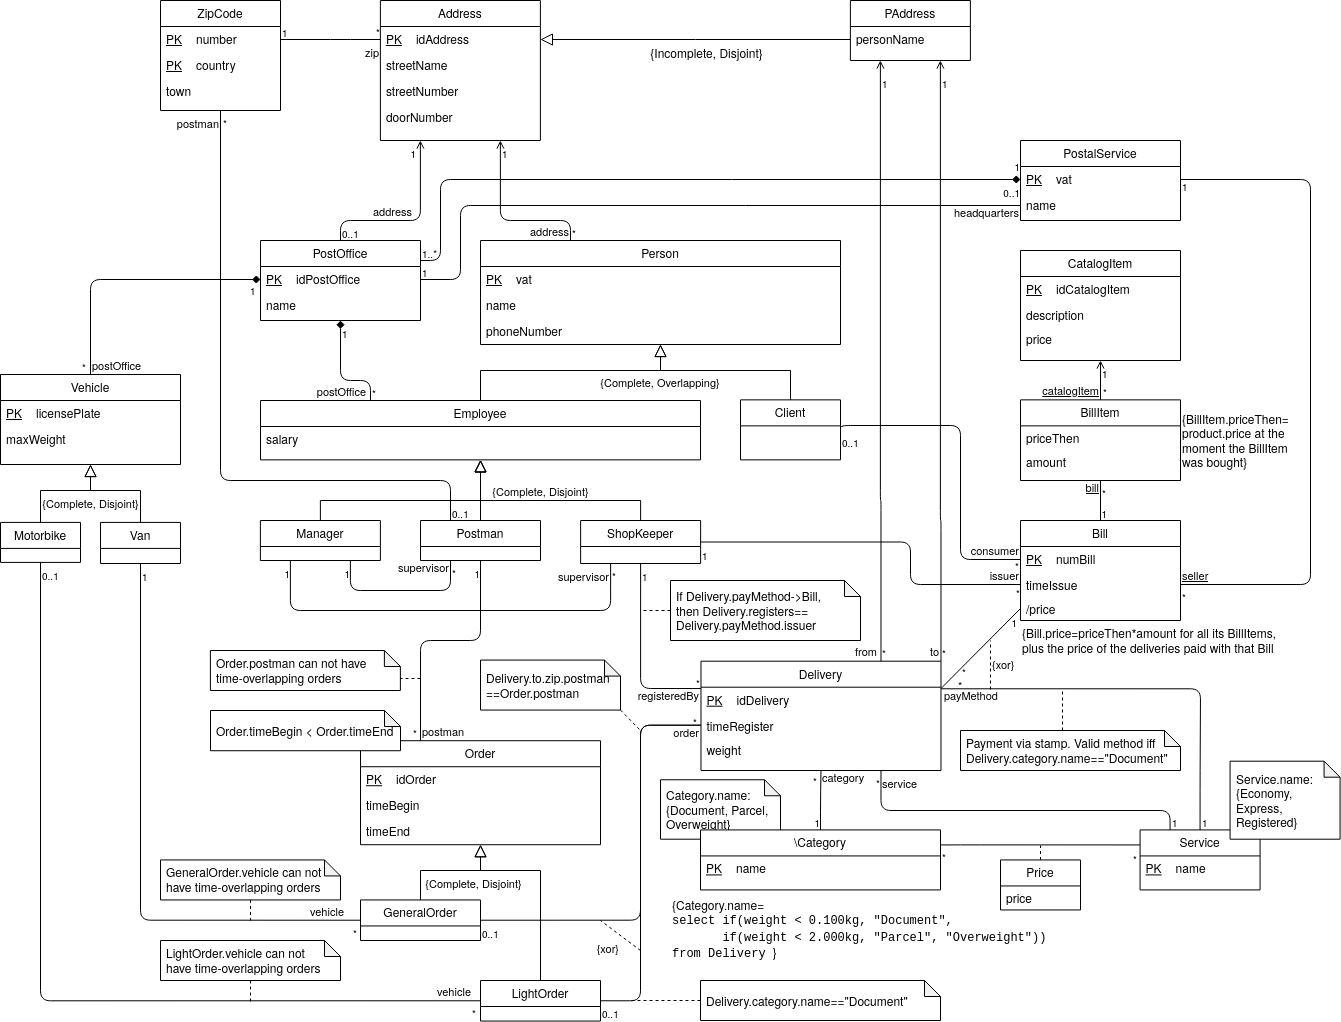 ZipCode
PK number
PK country
town
1
*
zip
Address
PK idAddress
streetName
streetNumber
doorNumber
{Incomplete, Disjoint}
PAddress
personName
1
1
postman *
1
1
address
0..1
address *
PostalService
PK vat
name
1
0..1
headquarters
1
PostOffice
PK idPostOffice
name
1..*
1
1
1
Person
PK vat
name
phoneNumber
CatalogItem
PK idCatalogItem
description
price
1
catalogItem *
* postOffice
Vehicle
PK licensePlate
maxWeight
postOffice *
{Complete, Overlapping}
Employee
salary
Client
0..1
BillItem
priceThen
amount
{BillItem.priceThen=
product.price at the
moment the BillItem
was bought}
bill *
1
{Complete, Disjoint}
{Complete, Disjoint}
0..1
Motorbike
Van
0..1
1
Manager
Postman
ShopKeeper
1
1
supervisor *
1
supervisor *
1
1
Bill
PK numBill
timeIssue
/price
consumer
*
issuer
*
seller
*
1
{Bill.price=priceThen*amount for all its BillItems,
plus the price of the deliveries paid with that Bill
If Delivery.payMethod->Bill,
then Delivery.registers==
Delivery.payMethod.issuer
from *
to *
{xor}
*
*
payMethod
Order.postman can not have
time-overlapping orders
Delivery.to.zip.postman
==Order.postman
*
registeredBy
*
order
Delivery
PK idDelivery
timeRegister
weight
Order.timeBegin < Order.timeEnd
* postman
Order
PK idOrder
timeBegin
timeEnd
Payment via stamp. Valid method iff
Delivery.category.name=="Document"
Service.name:
{Economy,
Express,
Registered}
* category
* service
Category.name:
{Document, Parcel,
Overweight}
1
1
1
\Category
PK name
*
*
Service
PK name
Price
price
{Complete, Disjoint}
GeneralOrder.vehicle can not
have time-overlapping orders
vehicle
*
GeneralOrder
0..1
{xor}
{Category.name=
select if(weight < 0.100kg, "Document",
if(weight < 2.000kg, "Parcel", "Overweight"))
from Delivery }
LightOrder.vehicle can not
have time-overlapping orders
vehicle
*
LightOrder
0..1
Delivery.category.name=="Document"